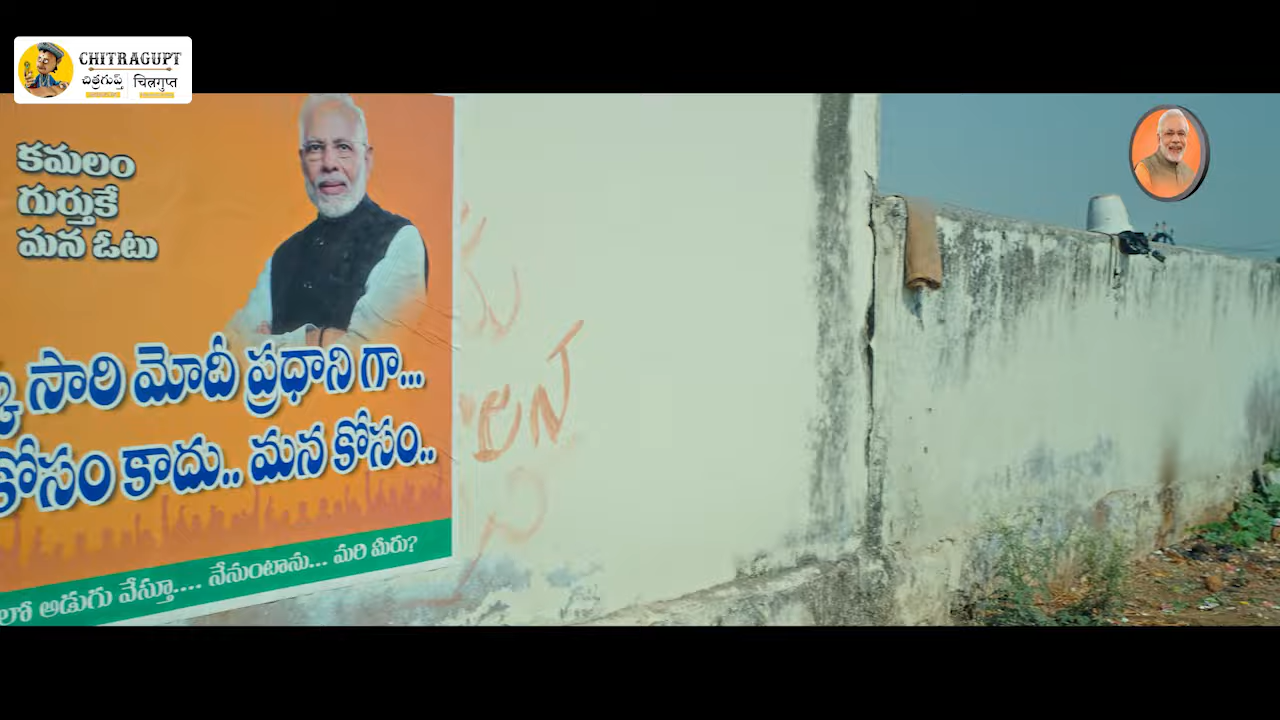 CHITRAGUPT
చిత్రగుప్త్ चित्रगुप्त
కమలం
గుర్తుకే
మన ఓటు
సారి మోదీ ప్రధాని గా...
కోసం కాదు.. మన కోసం..
లో అడుగు వేస్తూ.... నేనుంటాను... మరి మీరు?